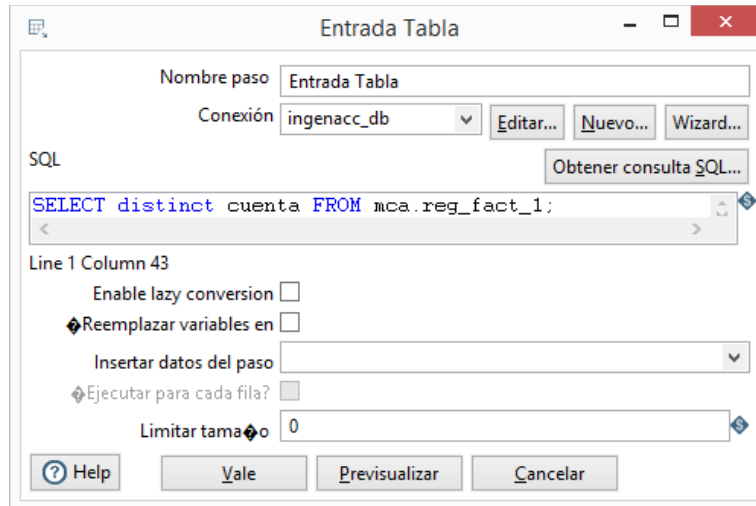 Entrada Tabla
Nombre paso Entrada Tabla
Conexión ingenacc_db Editar... Nuevo... Wizard...
SQL
Obtener consulta SQL...
SELECT distinct cuenta FROM mca.reg_fact_1;
Line 1 Column 43
Enable lazy conversion
�Reemplazar variables en
Insertar datos del paso
�Ejecutar para cada fila?
Limitar tama�o 0
Help Vale Previsualizar Cancelar